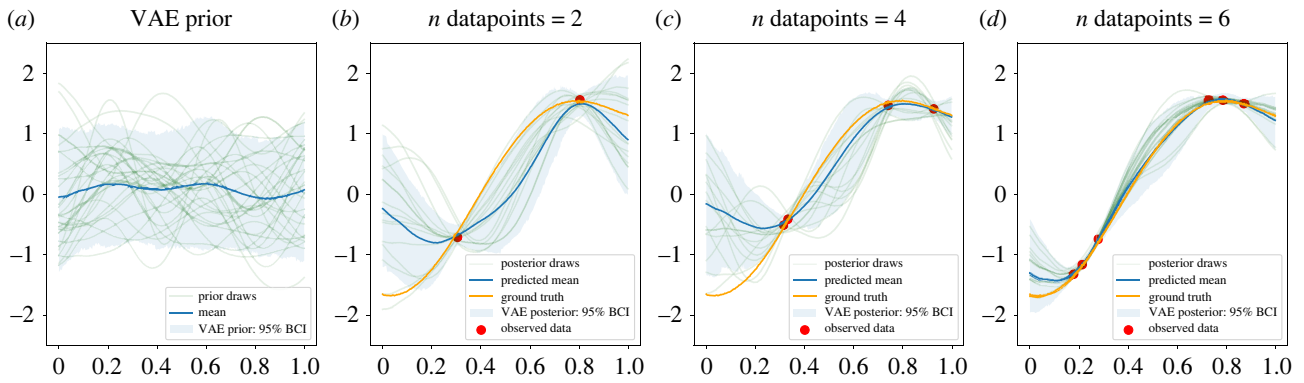 (a) VAE prior
2
1
0
−1
−2
0 0.2 0.4 0.6 0.8 1.0
prior draws
mean
VAE prior: 95% BCI
(b) n datapoints = 2
2
1
0
−1
−2
0 0.2 0.4 0.6 0.8 1.0
posterior draws
predicted mean
ground truth
VAE posterior: 95% BCI
observed data
(c) n datapoints = 4
2
1
0
−1
−2
0 0.2 0.4 0.6 0.8 1.0
posterior draws
predicted mean
ground truth
VAE posterior: 95% BCI
observed data
(d) n datapoints = 6
2
1
0
−1
−2
0 0.2 0.4 0.6 0.8 1.0
posterior draws
predicted mean
ground truth
VAE posterior: 95% BCI
observed data